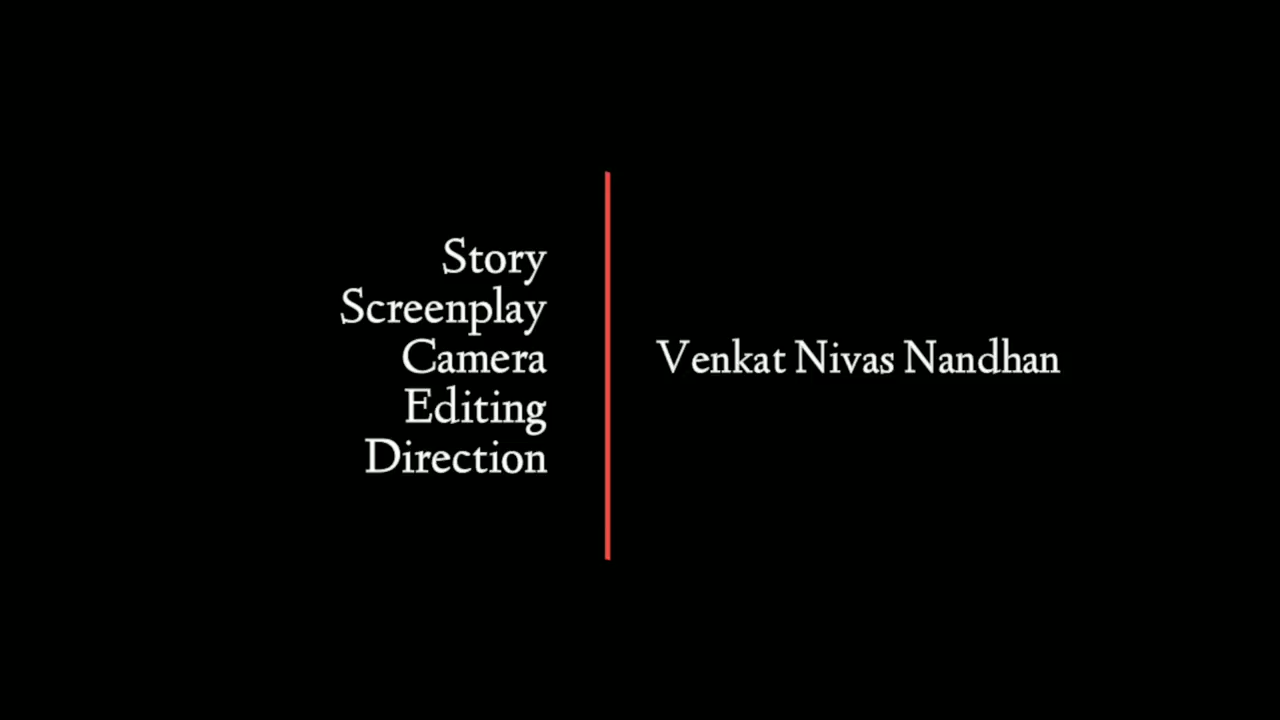 Story
Screenplay
Camera
Editing
Direction
Venkat Nivas Nandhan